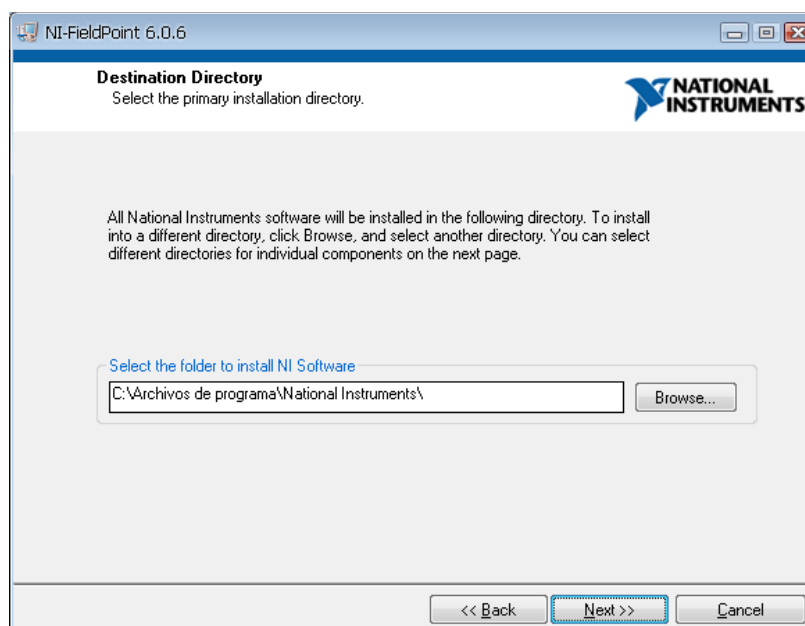 NI-FieldPoint 6.0.6
Destination Directory
Select the primary installation directory.
NATIONAL
INSTRUMENTS
All National Instruments software will be installed in the following directory. To install
into a different directory, click Browse, and select another directory. You can select
different directories for individual components on the next page.
Select the folder to install NI Software
C:\Archivos de programa\National Instruments\
Browse...
<< Back
Next >>
Cancel